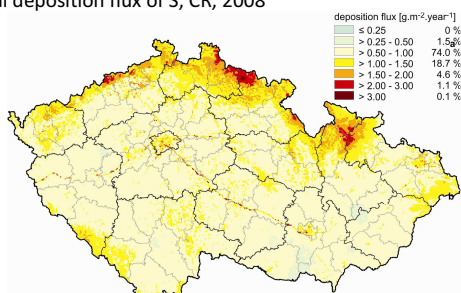 deposition flux of S, CR, 2008
deposition flux [g.m-2.year-1]
≤ 0.25 0 %
> 0.25 - 0.50 1.5 %
> 0.50 - 1.00 74.0 %
> 1.00 - 1.50 18.7 %
> 1.50 - 2.00 4.6 %
> 2.00 - 3.00 1.1 %
> 3.00 0.1 %